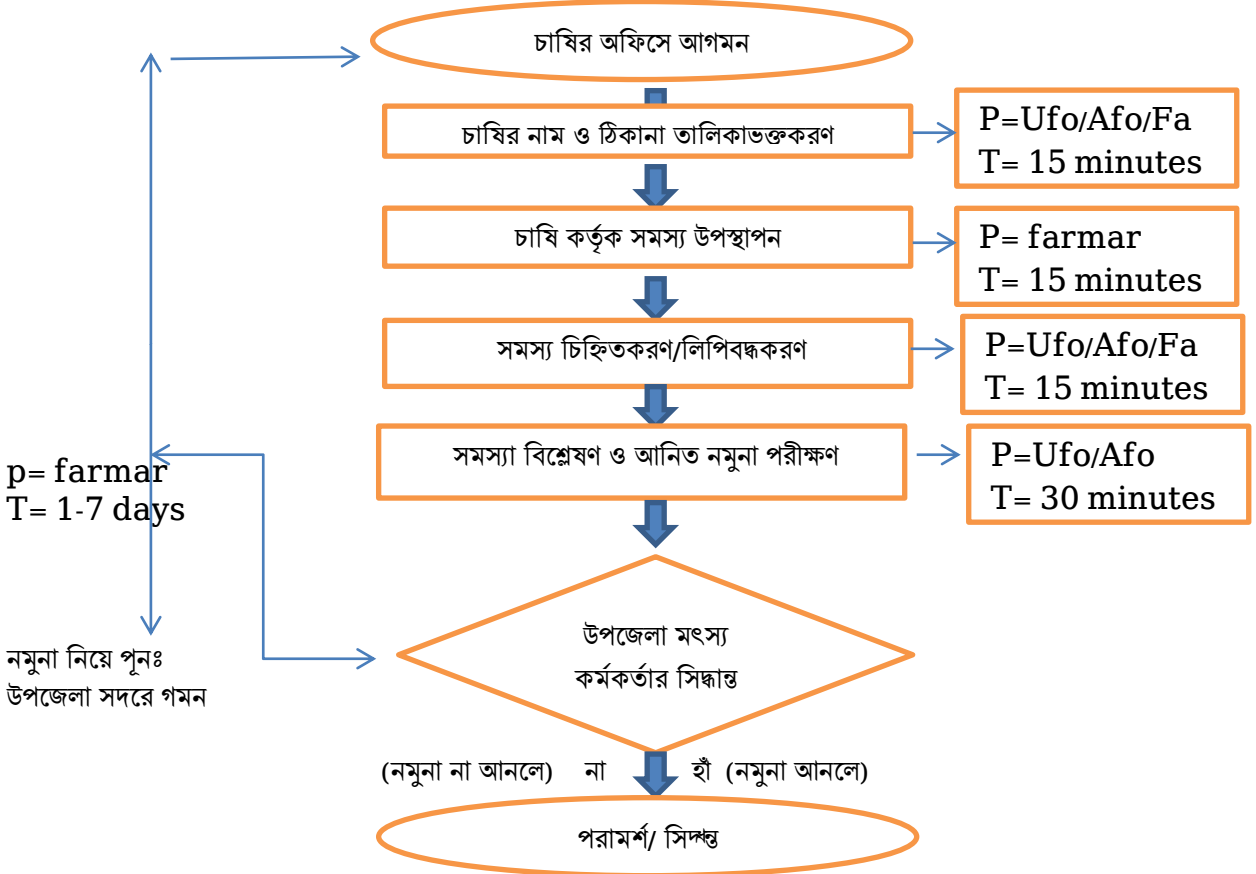 চাষির অফিসে আগমন
চাষির নাম ও ঠিকানা তালিকাভক্তকরণ
P=Ufo/Afo/Fa
T= 15 minutes
চাষি কর্তৃক সমস্য উপস্থাপন
P= farmar
T= 15 minutes
সমস্য চিহ্নিতকরণ/লিপিবদ্ধকরণ
P=Ufo/Afo/Fa
T= 15 minutes
সমস্যা বিশ্লেষণ ও আনিত নমুনা পরীক্ষণ
P=Ufo/Afo
T= 30 minutes
p= farmar
T= 1-7 days
উপজেলা মৎস্য
কর্মকর্তার সিদ্ধান্ত
নমুনা নিয়ে পূনঃ
উপজেলা সদরে গমন
(নমুনা না আনলে) না হাঁ (নমুনা আনলে)
পরামর্শ/ সিদ্ধন্ত